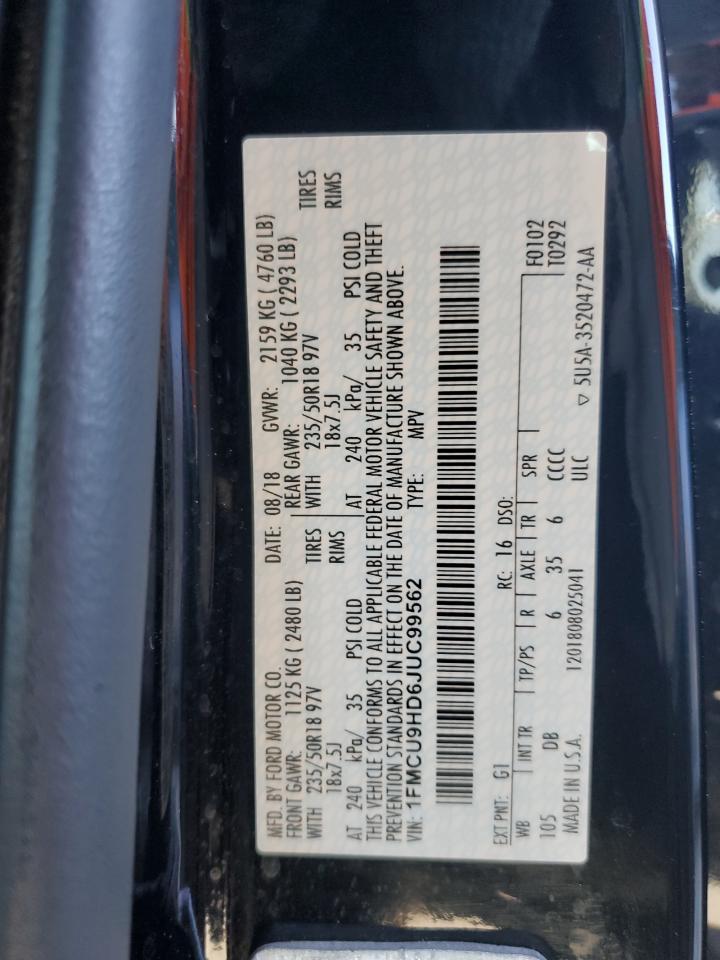 MFD. BY FORD MOTOR CO. DATE: 08/18 GVWR: 2159 KG ( 4760 LB)
FRONT GAWR: 1125 KG ( 2480 LB) REAR GAWR: 1040 KG ( 2293 LB)
WITH 235/50R18 97V TIRES WITH 235/50R18 97V TIRES
18x7.5J RIMS 18x7.5J RIMS
AT 240 kPa/ 35 PSI COLD AT 240 kPa/ 35 PSI COLD
THIS VEHICLE CONFORMS TO ALL APPLICABLE FEDERAL MOTOR VEHICLE SAFETY AND THEFT
PREVENTION STANDARDS IN EFFECT ON THE DATE OF MANUFACTURE SHOWN ABOVE.
VIN: 1FMCU9HD6JUC99562 TYPE: MPV
EXT PNT: G1 RC: 16 DSO:
WB INT TR TP/PS R AXLE TR SPR F0102
105 DB 6 35 6 CCCC T0292
MADE IN U.S.A. 1201808025041 ULC ▽ 5U5A-3520472-AA